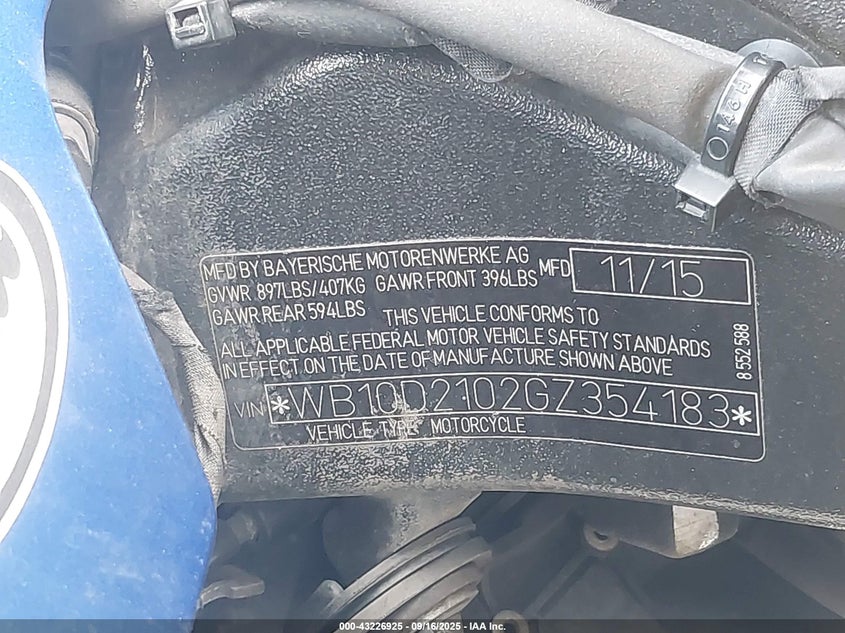 MFD BY BAYERISCHE MOTORENWERKE AG
GVWR 897LBS/407KG GAWR FRONT 396LBS MFD 11/15
GAWR REAR 594LBS THIS VEHICLE CONFORMS TO
ALL APPLICABLE FEDERAL MOTOR VEHICLE SAFETY STANDARDS
IN EFFECT ON THE DATE OF MANUFACTURE SHOWN ABOVE
8 552 588
VIN *WB10D2102GZ354183*
VEHICLE TYPE MOTORCYCLE
000-43226925 - 09/16/2025 - IAA Inc.